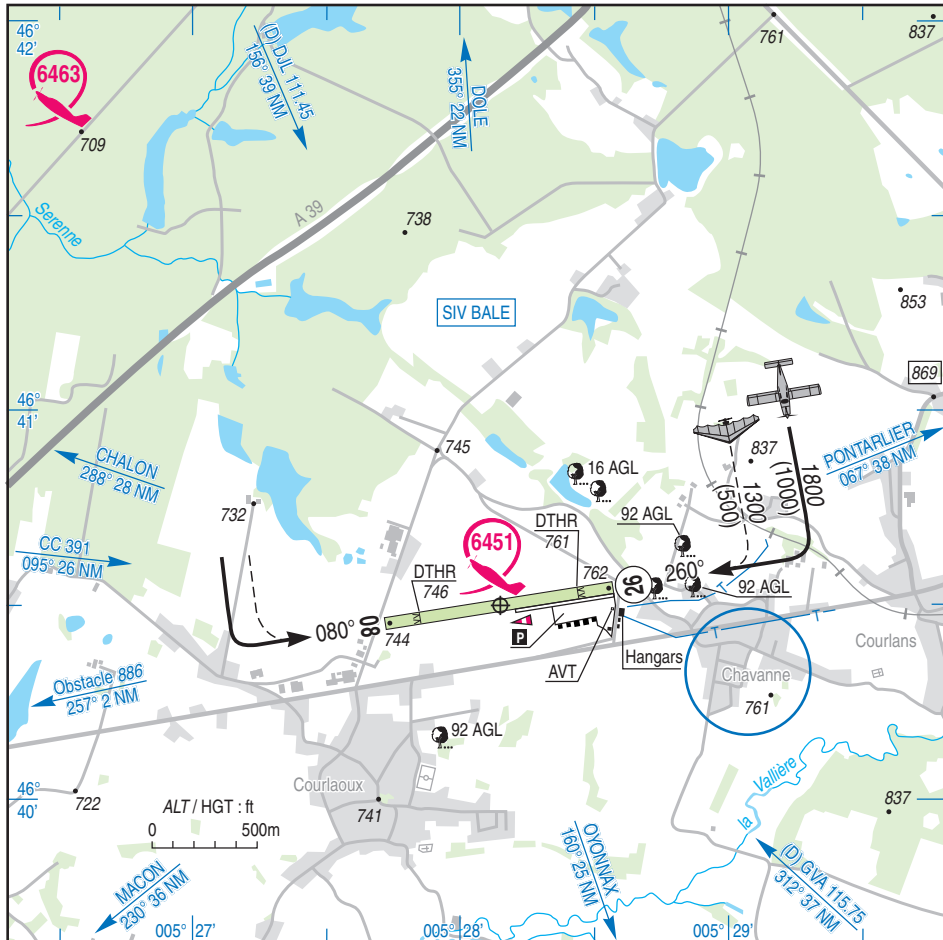 46°
42'
6463
709
(D) DJL 111.45
156° 39 NM
DOLE
355° 22 NM
761
837
Serenne
A 39
738
SIV BALE
853
869
46°
41'
CHALON
288° 28 NM
745
16 AGL
837
1800
(1000)
1300
(500)
PONTARLIER
067° 38 NM
732
92 AGL
CC 391
095° 26 NM
6451
DTHR
761
DTHR
746
762
26
260°
92 AGL
080°
08
744
P
AVT
Hangars
Chavanne
761
Courlans
Obstacle 886
257° 2 NM
92 AGL
Courlaoux
741
722
46°
40'
ALT / HGT : ft
0 500m
la Vallière
837
MACON
230° 36 NM
OYONNAX
160° 25 NM
(D) GVA 115.75
312° 37 NM
005° 27'
005° 28'
005° 29'
T
T
T
T